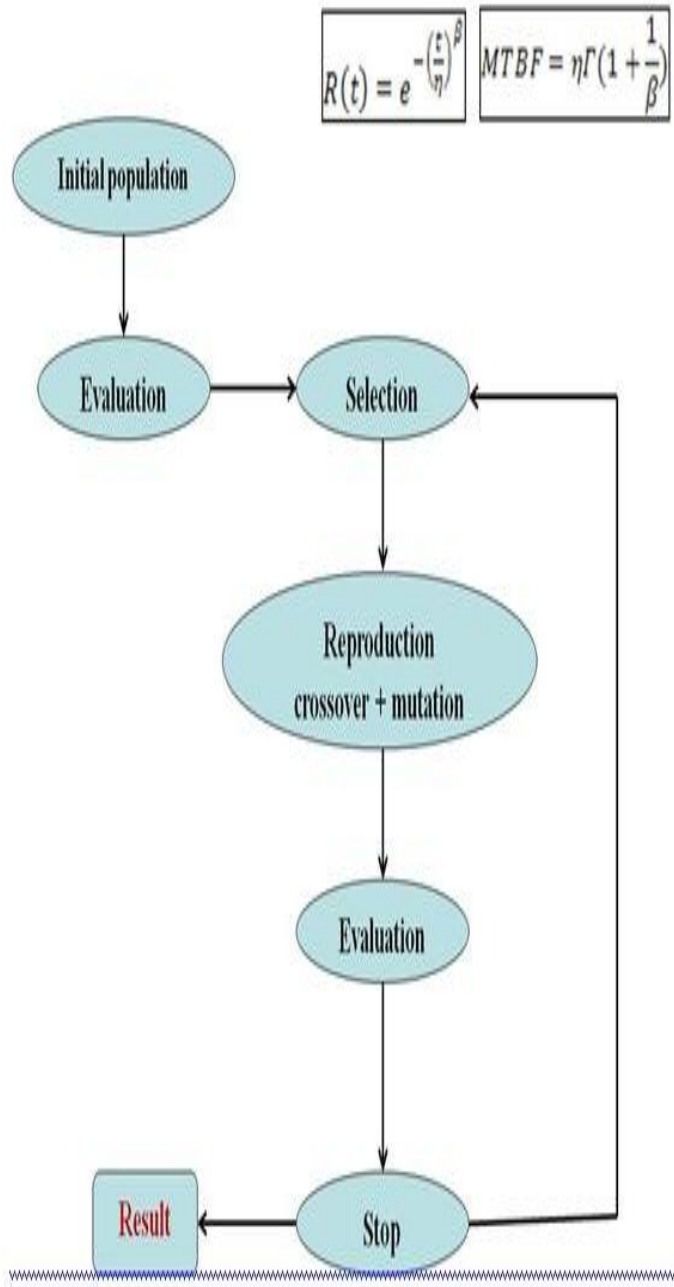 R(t) = e^{-(t/η)^β}
MTBF = ηΓ(1 + 1/β)
Initial population
Evaluation
Selection
Reproduction
crossover + mutation
Evaluation
Result
Stop